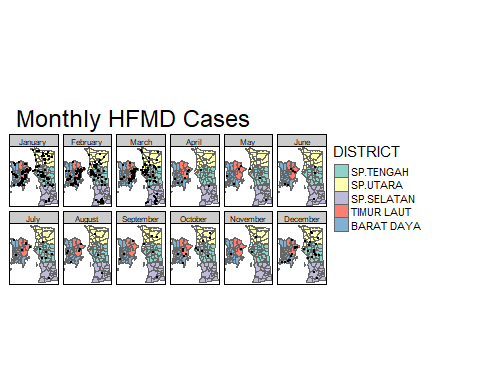 Monthly HFMD Cases
January February March April May June
July August September October November December
DISTRICT
SP.TENGAH
SP.UTARA
SP.SELATAN
TIMUR LAUT
BARAT DAYA